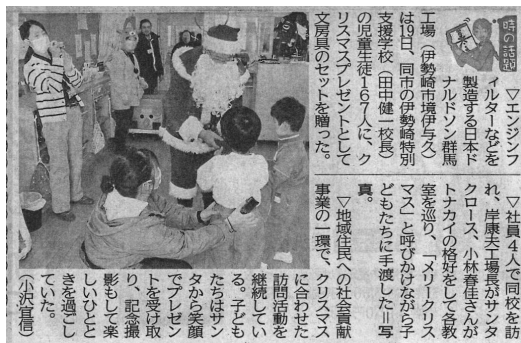 時の話題
▽エンジンフ
ィルターなどを
製造する日本ド
ナルドソン群馬
工場（伊勢崎市境伊与久）
は19日、同市の伊勢崎特別
支援学校（田中健一校長）
の児童生徒167人に、ク
リスマスプレゼントとして
文房具のセットを贈った。
▽社員4人で同校を訪
れ、岸康夫工場長がサンタ
クロース、小林春佳さんが
トナカイの格好をして各教
室を巡り、「メリークリス
マス」と呼びかけながら子
どもたちに手渡した＝写
真。
▽地域住民への社会貢献
事業の一環で、クリスマス
に合わせた
訪問活動を
継続してい
る。子ども
たちはサン
タから笑顔
でプレゼン
トを受け取
り、記念撮
影もして楽
しいひとと
きを過ごし
ていた。
（小沢宜信）